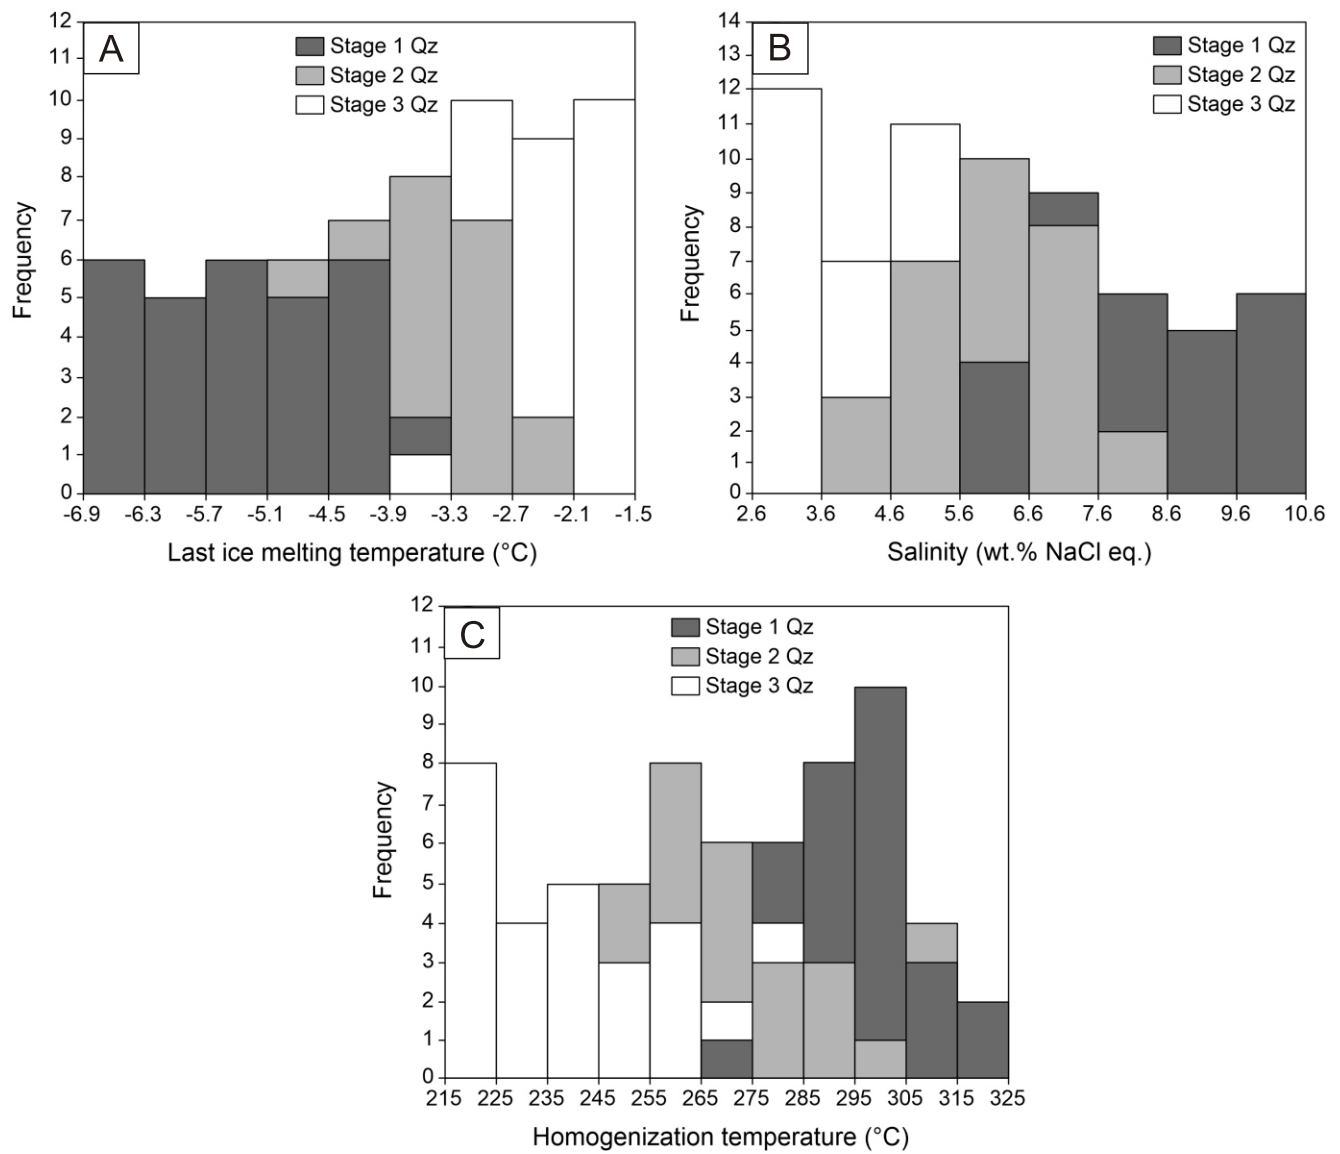 A
Stage 1 Qz
Stage 2 Qz
Stage 3 Qz
12
11
10
9
8
7
6
5
4
3
2
1
0
Frequency
-6.9 -6.3 -5.7 -5.1 -4.5 -3.9 -3.3 -2.7 -2.1 -1.5
Last ice melting temperature (°C)
B
Stage 1 Qz
Stage 2 Qz
Stage 3 Qz
14
13
12
11
10
9
8
7
6
5
4
3
2
1
0
Frequency
2.6 3.6 4.6 5.6 6.6 7.6 8.6 9.6 10.6
Salinity (wt.% NaCl eq.)
C
Stage 1 Qz
Stage 2 Qz
Stage 3 Qz
12
11
10
9
8
7
6
5
4
3
2
1
0
Frequency
215 225 235 245 255 265 275 285 295 305 315 325
Homogenization temperature (°C)